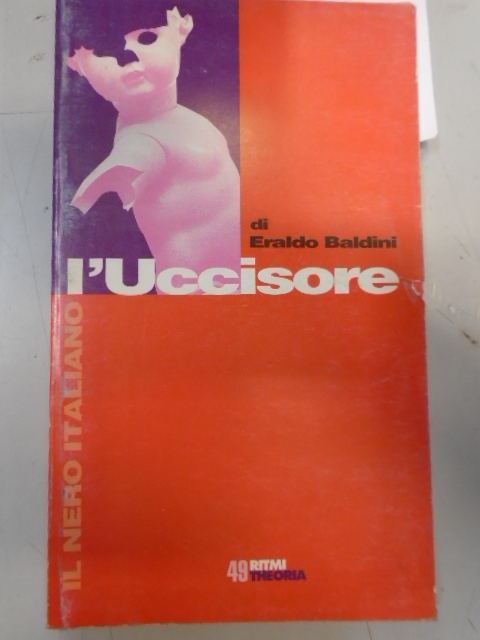 di
Eraldo Baldini
l'Uccisore
IL NERO ITALIANO
49 RITMI
THEORIA